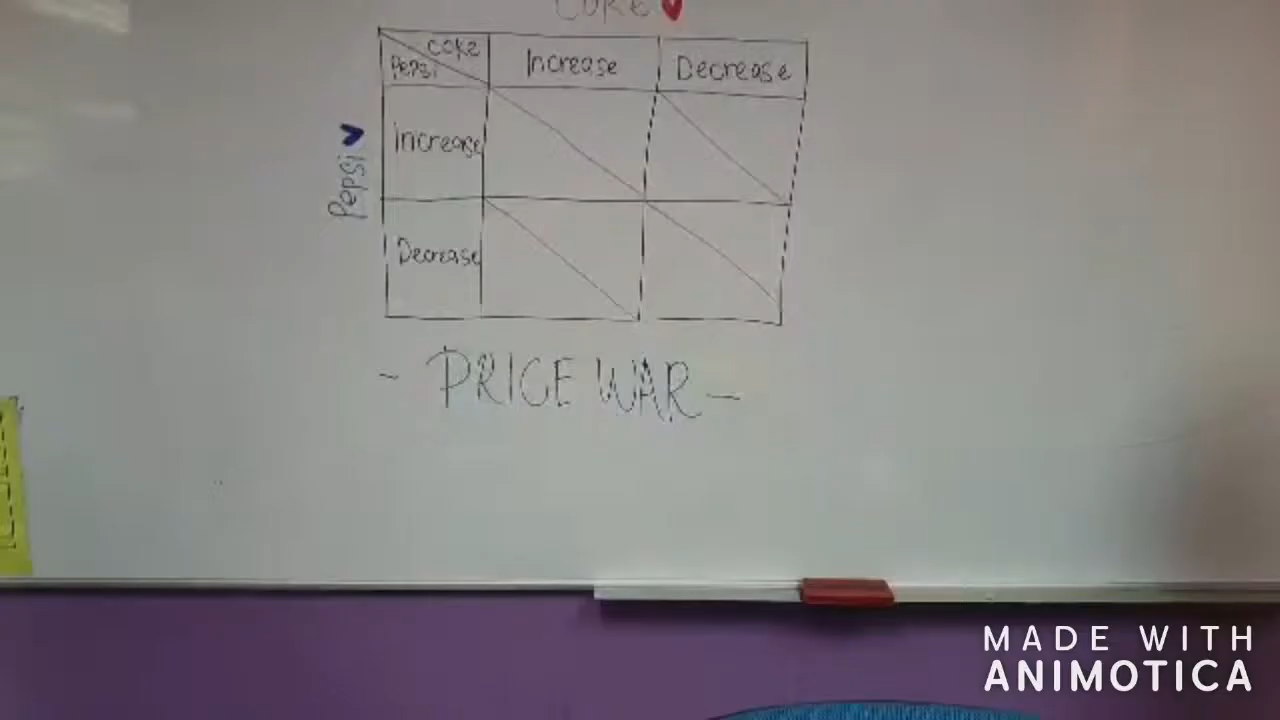 COKE
COKE
Pepsi
Increase
Decrease
Increase
Pepsi
Decrease
- PRICE WAR -
MADE WITH
ANIMOTICA